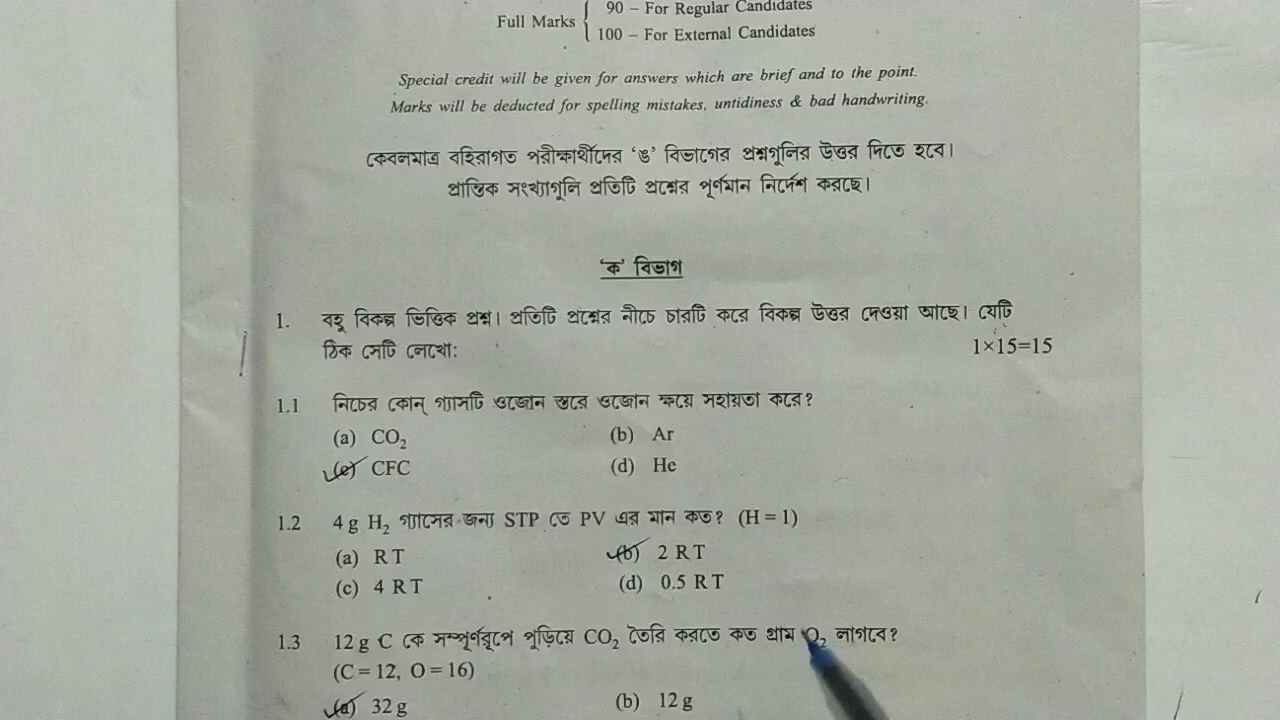 Full Marks { 90 – For Regular Candidates
100 – For External Candidates
Special credit will be given for answers which are brief and to the point.
Marks will be deducted for spelling mistakes, untidiness & bad handwriting.
কেবলমাত্র বহিরাগত পরীক্ষার্থীদের ‘ঙ’ বিভাগের প্রশ্নগুলির উত্তর দিতে হবে।
প্রান্তিক সংখ্যাগুলি প্রতিটি প্রশ্নের পূর্ণমান নির্দেশ করছে।
‘ক’ বিভাগ
1. বহু বিকল্প ভিত্তিক প্রশ্ন। প্রতিটি প্রশ্নের নীচে চারটি করে বিকল্প উত্তর দেওয়া আছে। যেটি
ঠিক সেটি লেখো: 1×15=15
1.1 নিচের কোন্ গ্যাসটি ওজোন স্তরে ওজোন ক্ষয়ে সহায়তা করে?
(a) CO₂ (b) Ar
(c) CFC (d) He
1.2 4 g H₂ গ্যাসের জন্য STP তে PV এর মান কত? (H = 1)
(a) R T (b) 2 R T
(c) 4 R T (d) 0.5 R T
1.3 12 g C কে সম্পূর্ণরূপে পুড়িয়ে CO₂ তৈরি করতে কত গ্রাম O₂ লাগবে?
(C = 12, O = 16)
(a) 32 g (b) 12 g